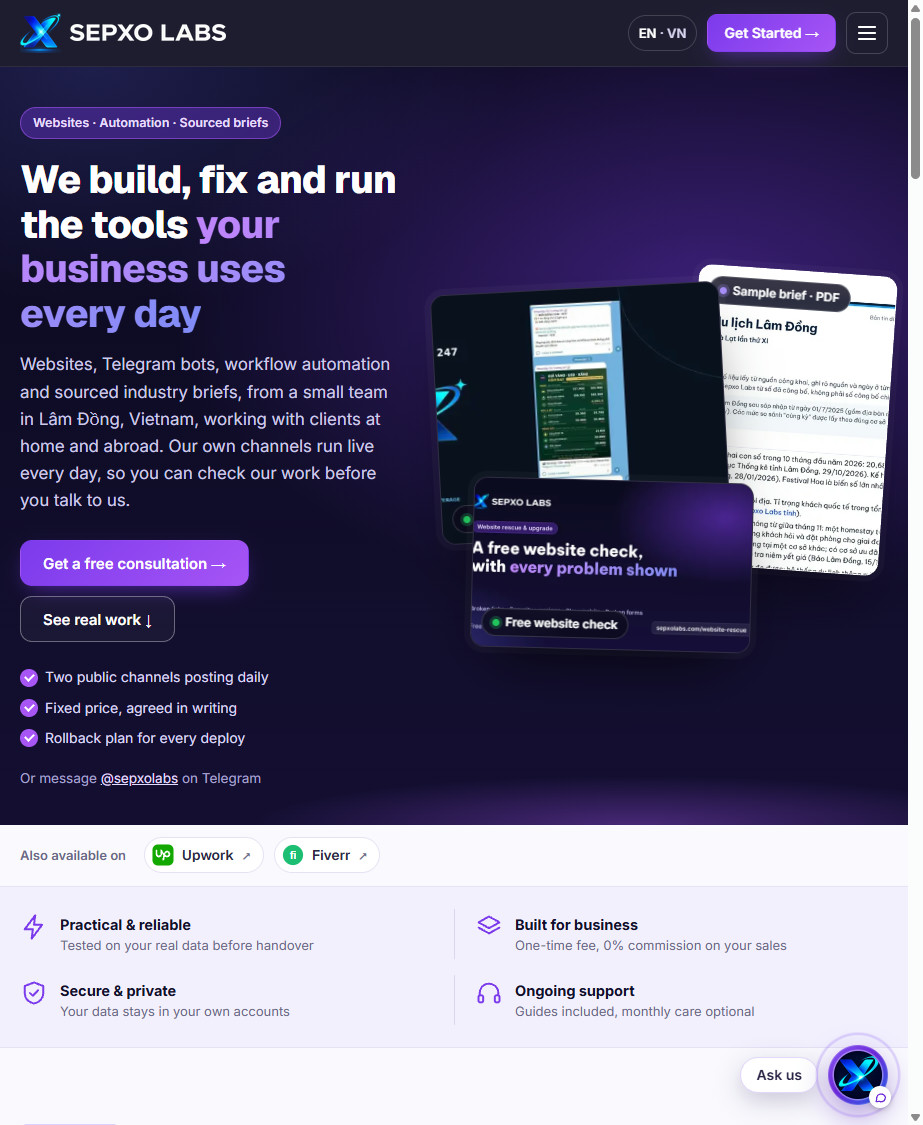 SEPXO LABS
EN · VN
Get Started →
Websites · Automation · Sourced briefs
We build, fix and run
the tools your
business uses
every day
Websites, Telegram bots, workflow automation
and sourced industry briefs, from a small team
in Lâm Đồng, Vietnam, working with clients at
home and abroad. Our own channels run live
every day, so you can check our work before
you talk to us.
Get a free consultation →
See real work ↓
Two public channels posting daily
Fixed price, agreed in writing
Rollback plan for every deploy
Or message @sepxolabs on Telegram
247
Sample brief · PDF
Bản tin
u lịch Lâm Đồng
Lạt lần thứ XI
SEPXO LABS
Website rescue & upgrade
A free website check,
with every problem shown
forms
Free website check
sepxolabs.com/website-rescue
Also available on
Upwork ↗
Fiverr ↗
Practical & reliable
Tested on your real data before handover
Built for business
One-time fee, 0% commission on your sales
Secure & private
Your data stays in your own accounts
Ongoing support
Guides included, monthly care optional
Ask us